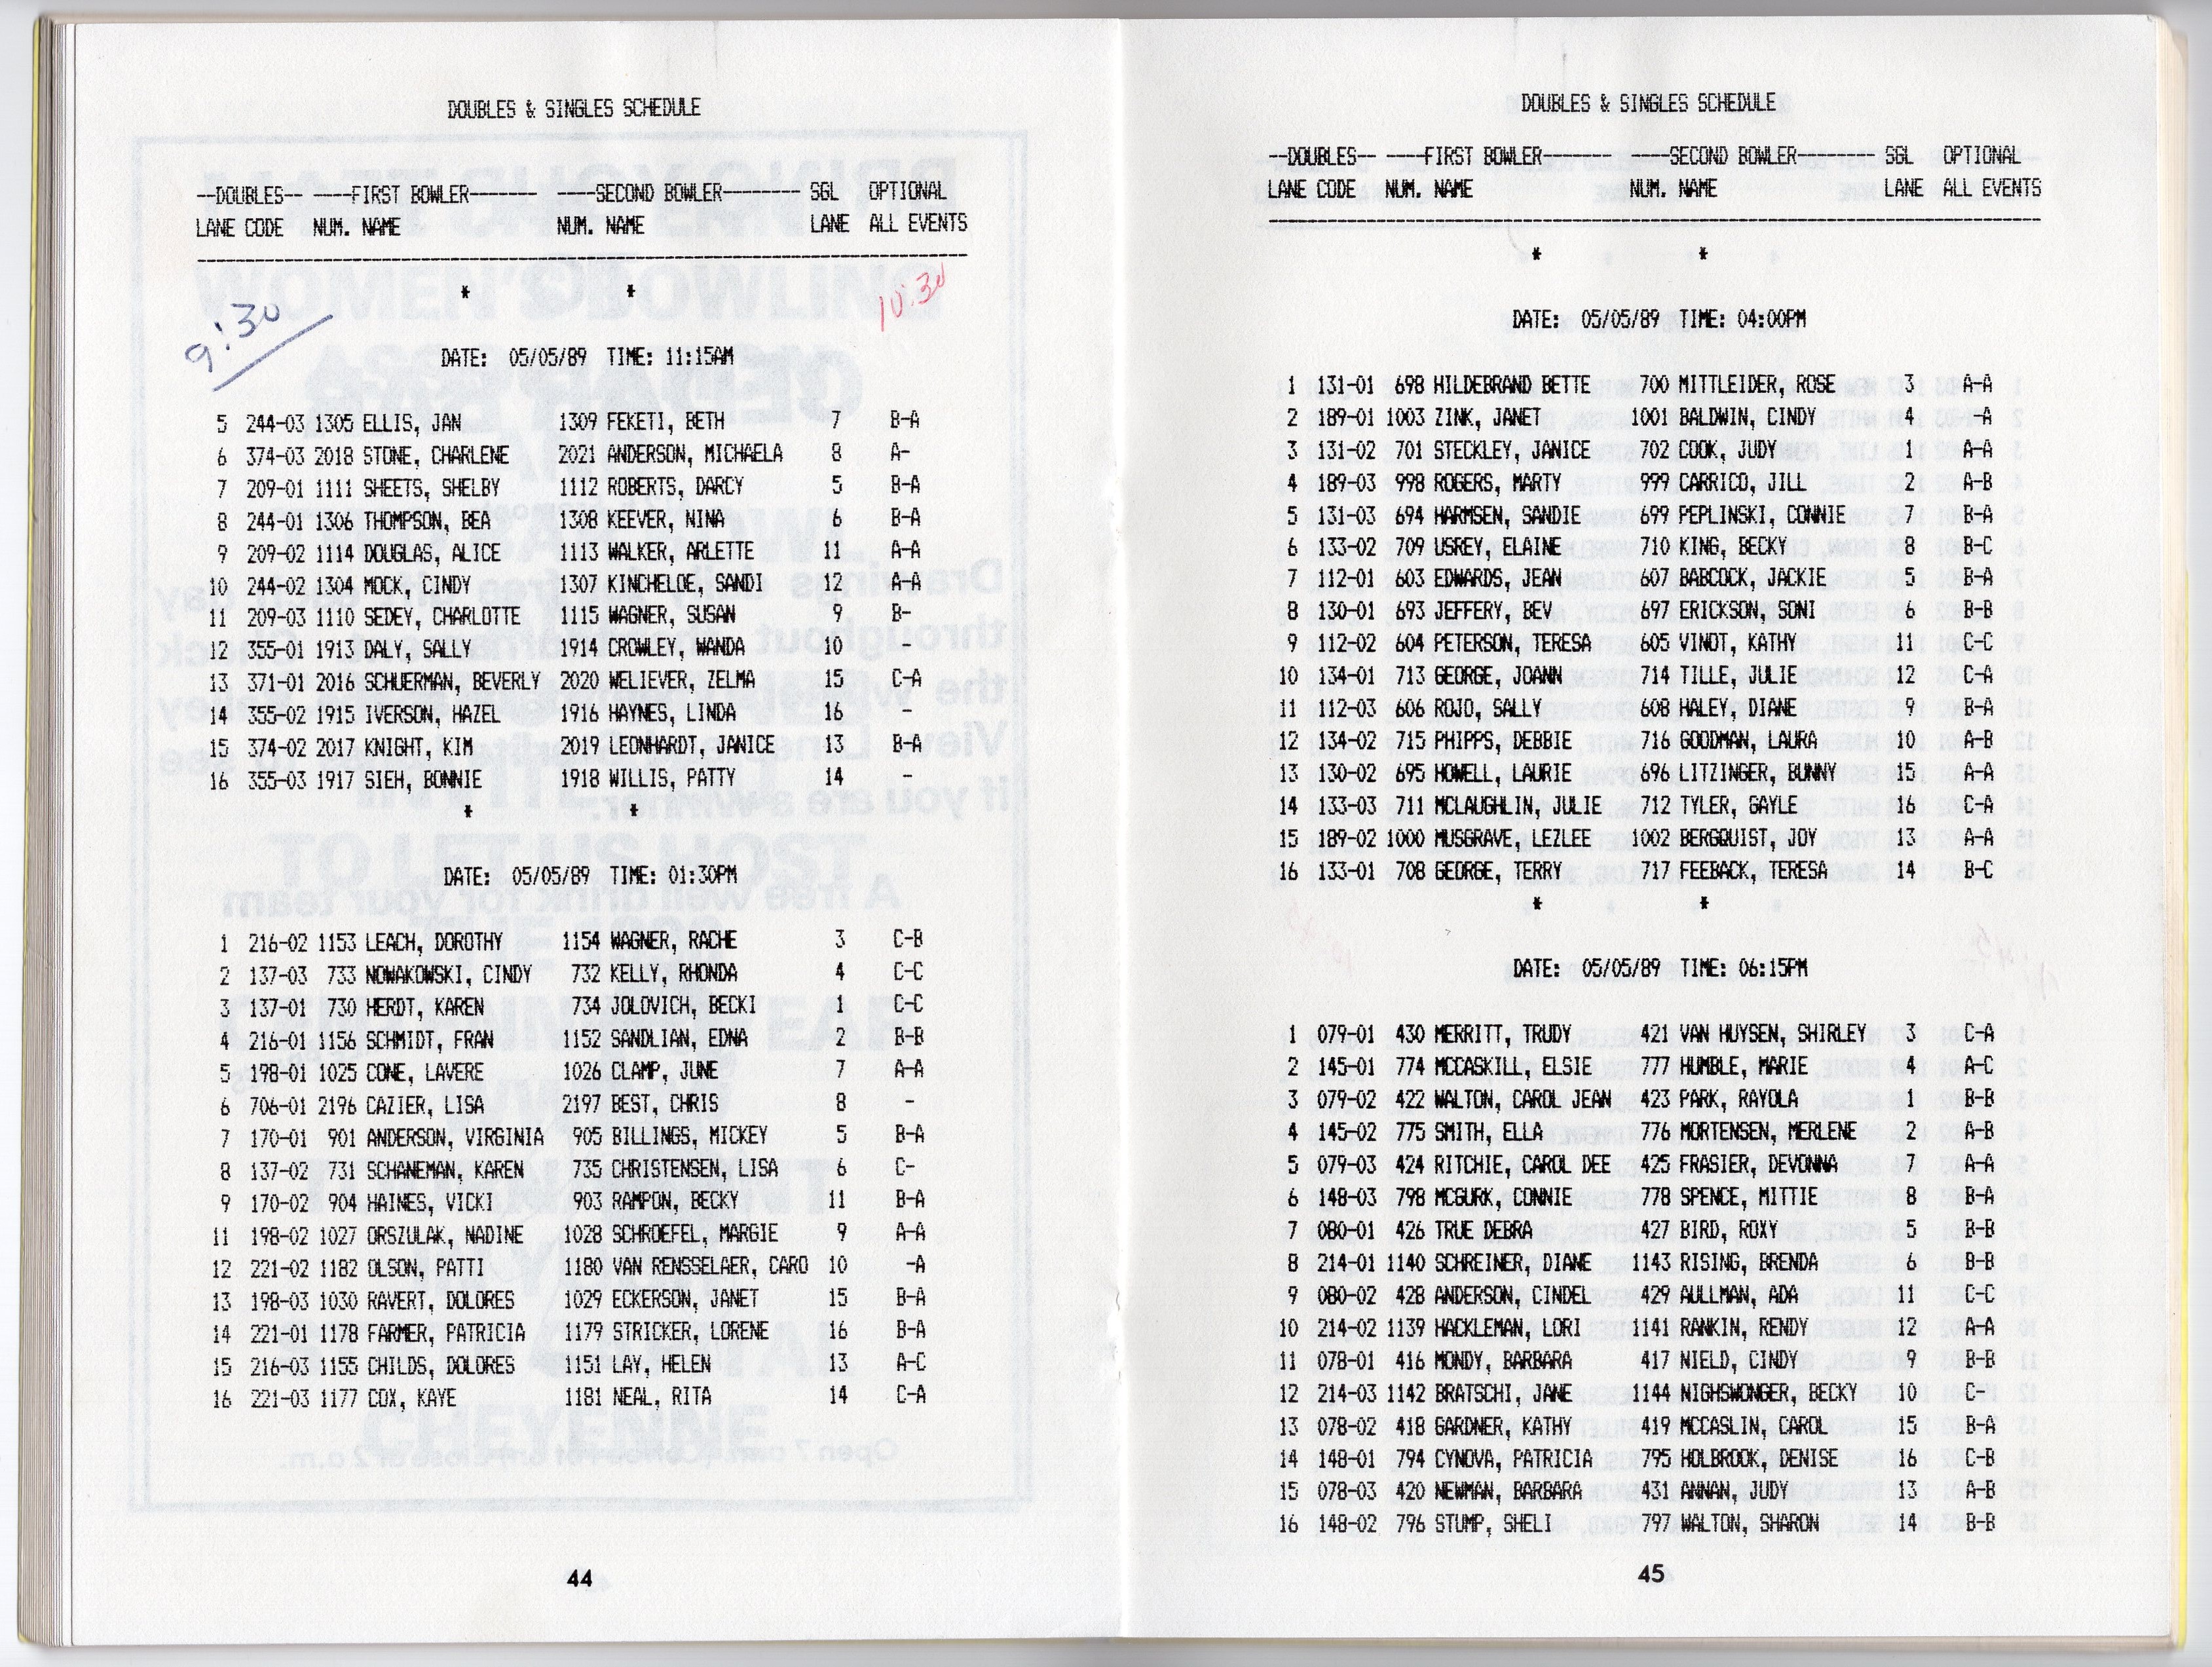 DOUBLES & SINGLES SCHEDULE
--DOUBLES-- ----FIRST BOWLER------- ----SECOND BOWLER-------- SGL OPTIONAL
LANE CODE NUM. NAME NUM. NAME LANE ALL EVENTS
* *
9:30
10:30
DATE: 05/05/89 TIME: 11:15AM
5 244-03 1305 ELLIS, JAN 1309 FEKETI, BETH 7 B-A
6 374-03 2018 STONE, CHARLENE 2021 ANDERSON, MICHAELA 8 A-
7 209-01 1111 SHEETS, SHELBY 1112 ROBERTS, DARCY 5 B-A
8 244-01 1306 THOMPSON, BEA 1308 KEEVER, NINA 6 B-A
9 209-02 1114 DOUGLAS, ALICE 1113 WALKER, ARLETTE 11 A-A
10 244-02 1304 MOCK, CINDY 1307 KINCHELOE, SANDI 12 A-A
11 209-03 1110 SEDEY, CHARLOTTE 1115 WAGNER, SUSAN 9 B-
12 355-01 1913 DALY, SALLY 1914 CROWLEY, WANDA 10 -
13 371-01 2016 SCHUERMAN, BEVERLY 2020 WELIEVER, ZELMA 15 C-A
14 355-02 1915 IVERSON, HAZEL 1916 HAYNES, LINDA 16 -
15 374-02 2017 KNIGHT, KIM 2019 LEONHARDT, JANICE 13 B-A
16 355-03 1917 SIEH, BONNIE 1918 WILLIS, PATTY 14 -
* *
DATE: 05/05/89 TIME: 01:30PM
1 216-02 1153 LEACH, DOROTHY 1154 WAGNER, RACHE 3 C-B
2 137-03 733 NOWAKOWSKI, CINDY 732 KELLY, RHONDA 4 C-C
3 137-01 730 HERDT, KAREN 734 JOLOVICH, BECKI 1 C-C
4 216-01 1156 SCHMIDT, FRAN 1152 SANDLIAN, EDNA 2 B-B
5 198-01 1025 CONE, LAVERE 1026 CLAMP, JUNE 7 A-A
6 706-01 2196 CAZIER, LISA 2197 BEST, CHRIS 8 -
7 170-01 901 ANDERSON, VIRGINIA 905 BILLINGS, MICKEY 5 B-A
8 137-02 731 SCHANEMAN, KAREN 735 CHRISTENSEN, LISA 6 C-
9 170-02 904 HAINES, VICKI 903 RAMPON, BECKY 11 B-A
11 198-02 1027 ORSZULAK, NADINE 1028 SCHROEFEL, MARGIE 9 A-A
12 221-02 1182 OLSON, PATTI 1180 VAN RENSSELAER, CARO 10 -A
13 198-03 1030 RAVERT, DOLORES 1029 ECKERSON, JANET 15 B-A
14 221-01 1178 FARMER, PATRICIA 1179 STRICKER, LORENE 16 B-A
15 216-03 1155 CHILDS, DOLORES 1151 LAY, HELEN 13 A-C
16 221-03 1177 COX, KAYE 1181 NEAL, RITA 14 C-A
44
DOUBLES & SINGLES SCHEDULE
--DOUBLES-- ----FIRST BOWLER------- ----SECOND BOWLER-------- SGL OPTIONAL
LANE CODE NUM. NAME NUM. NAME LANE ALL EVENTS
* *
DATE: 05/05/89 TIME: 04:00PM
1 131-01 698 HILDEBRAND BETTE 700 MITTLEIDER, ROSE 3 A-A
2 189-01 1003 ZINK, JANET 1001 BALDWIN, CINDY 4 -A
3 131-02 701 STECKLEY, JANICE 702 COOK, JUDY 1 A-A
4 189-03 998 ROGERS, MARTY 999 CARRICO, JILL 2 A-B
5 131-03 694 HARMSEN, SANDIE 699 PEPLINSKI, CONNIE 7 B-A
6 133-02 709 USREY, ELAINE 710 KING, BECKY 8 B-C
7 112-01 603 EDWARDS, JEAN 607 BABCOCK, JACKIE 5 B-A
8 130-01 693 JEFFERY, BEV 697 ERICKSON, SONI 6 B-B
9 112-02 604 PETERSON, TERESA 605 VINOT, KATHY 11 C-C
10 134-01 713 GEORGE, JOANN 714 TILLE, JULIE 12 C-A
11 112-03 606 ROJO, SALLY 608 HALEY, DIANE 9 B-A
12 134-02 715 PHIPPS, DEBBIE 716 GOODMAN, LAURA 10 A-B
13 130-02 695 HOWELL, LAURIE 696 LITZINGER, BUNNY 15 A-A
14 133-03 711 MCLAUGHLIN, JULIE 712 TYLER, GAYLE 16 C-A
15 189-02 1000 MUSGRAVE, LEZLEE 1002 BERGQUIST, JOY 13 A-A
16 133-01 708 GEORGE, TERRY 717 FEEBACK, TERESA 14 B-C
* *
DATE: 05/05/89 TIME: 06:15PM
1 079-01 430 MERRITT, TRUDY 421 VAN HUYSEN, SHIRLEY 3 C-A
2 145-01 774 MCCASKILL, ELSIE 777 HUMBLE, MARIE 4 A-C
3 079-02 422 WALTON, CAROL JEAN 423 PARK, RAYOLA 1 B-B
4 145-02 775 SMITH, ELLA 776 MORTENSEN, MERLENE 2 A-B
5 079-03 424 RITCHIE, CAROL DEE 425 FRASIER, DEVONNA 7 A-A
6 148-03 798 MCGURK, CONNIE 778 SPENCE, MITTIE 8 B-A
7 080-01 426 TRUE DEBRA 427 BIRD, ROXY 5 B-B
8 214-01 1140 SCHREINER, DIANE 1143 RISING, BRENDA 6 B-B
9 080-02 428 ANDERSON, CINDEL 429 AULLMAN, ADA 11 C-C
10 214-02 1139 HACKLEMAN, LORI 1141 RANKIN, RENDY 12 A-A
11 078-01 416 MONDY, BARBARA 417 NIELD, CINDY 9 B-B
12 214-03 1142 BRATSCHI, JANE 1144 NIGHSWONGER, BECKY 10 C-
13 078-02 418 GARDNER, KATHY 419 MCCASLIN, CAROL 15 B-A
14 148-01 794 CYNOVA, PATRICIA 795 HOLBROOK, DENISE 16 C-B
15 078-03 420 NEWMAN, BARBARA 431 ANNAN, JUDY 13 A-B
16 148-02 796 STUMP, SHELI 797 WALTON, SHARON 14 B-B
45